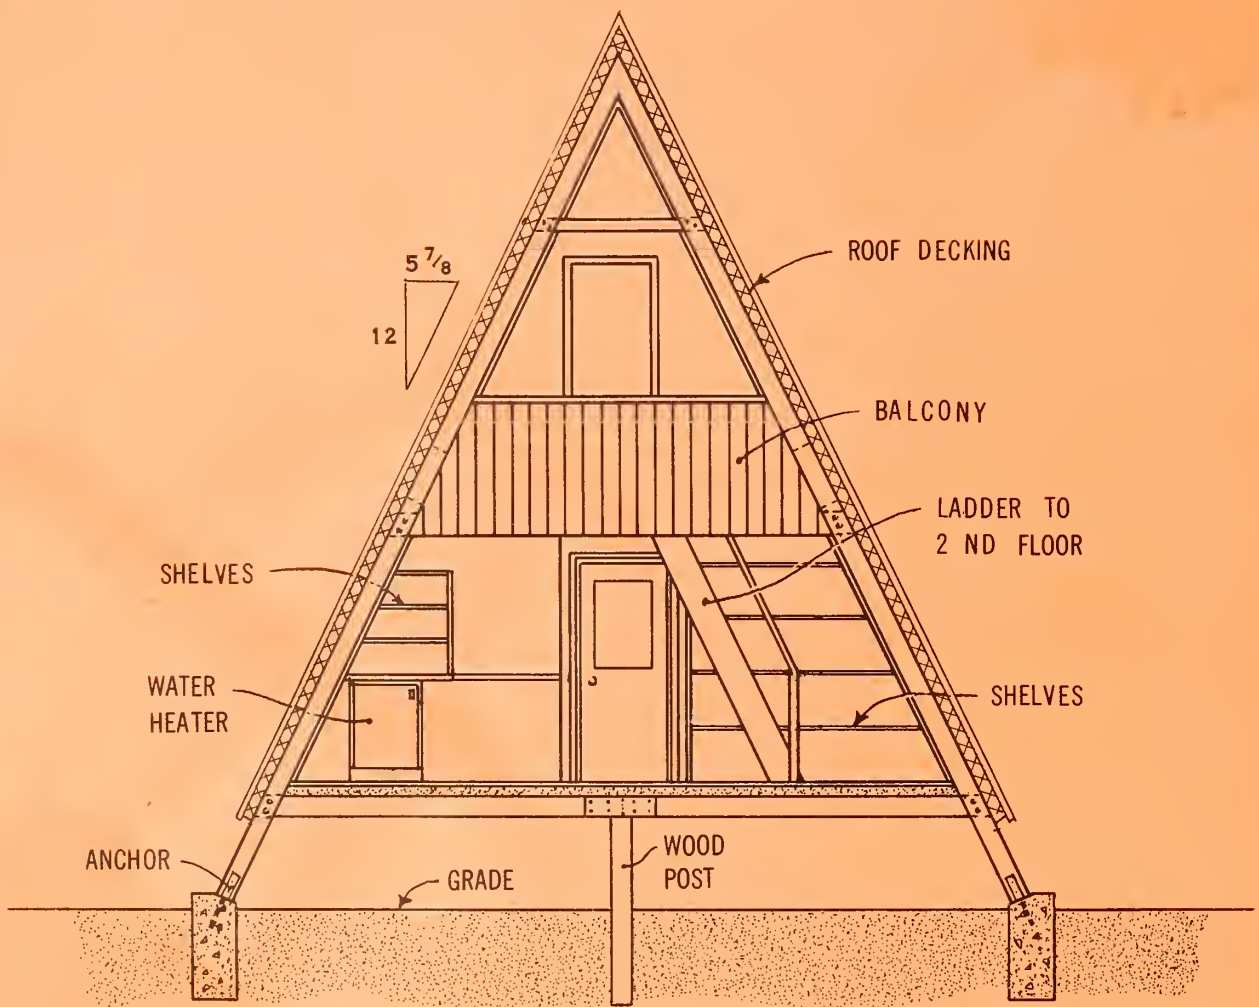 ROOF DECKING
5 7/8
12
BALCONY
LADDER TO
2 ND FLOOR
SHELVES
WATER
HEATER
SHELVES
ANCHOR
GRADE
WOOD
POST